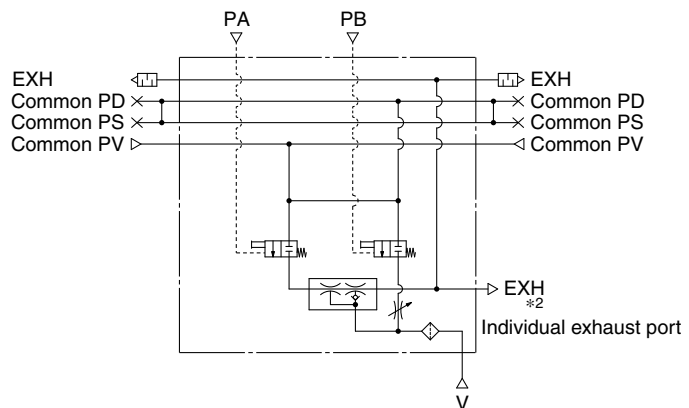 PA PB
EXH EXH
Common PD Common PD
Common PS Common PS
Common PV Common PV
EXH
*2
Individual exhaust port
V